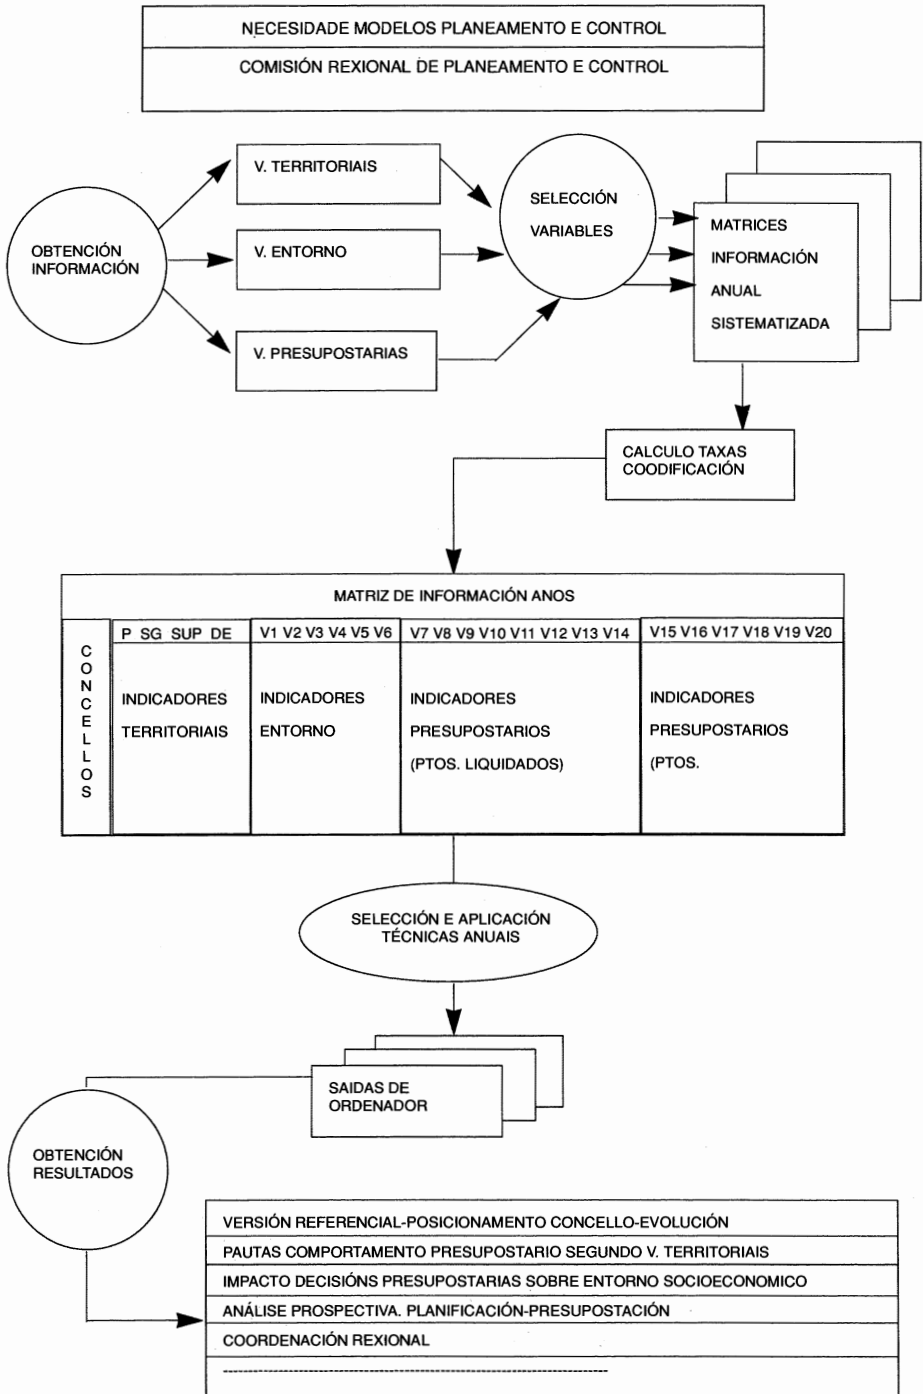 NECESIDADE MODELOS PLANEAMENTO E CONTROL
COMISIÓN REXIONAL DE PLANEAMENTO E CONTROL
OBTENCIÓN
INFORMACIÓN
V. TERRITORIAIS
V. ENTORNO
V. PRESUPOSTARIAS
SELECCIÓN
VARIABLES
MATRICES
INFORMACIÓN
ANUAL
SISTEMATIZADA
CALCULO TAXAS
COODIFICACIÓN
MATRIZ DE INFORMACIÓN ANOS
CONCELLOS
P SG SUP DE
INDICADORES
TERRITORIAIS
V1 V2 V3 V4 V5 V6
INDICADORES
ENTORNO
V7 V8 V9 V10 V11 V12 V13 V14
INDICADORES
PRESUPOSTARIOS
(PTOS. LIQUIDADOS)
V15 V16 V17 V18 V19 V20
INDICADORES
PRESUPOSTARIOS
(PTOS.
SELECCIÓN E APLICACIÓN
TÉCNICAS ANUAIS
SAIDAS DE
ORDENADOR
OBTENCIÓN
RESULTADOS
VERSIÓN REFERENCIAL-POSICIONAMENTO CONCELLO-EVOLUCIÓN
PAUTAS COMPORTAMENTO PRESUPOSTARIO SEGUNDO V. TERRITORIAIS
IMPACTO DECISIÓNS PRESUPOSTARIAS SOBRE ENTORNO SOCIOECONOMICO
ANÁLISE PROSPECTIVA. PLANIFICACIÓN-PRESUPOSTACIÓN
COORDENACIÓN REXIONAL